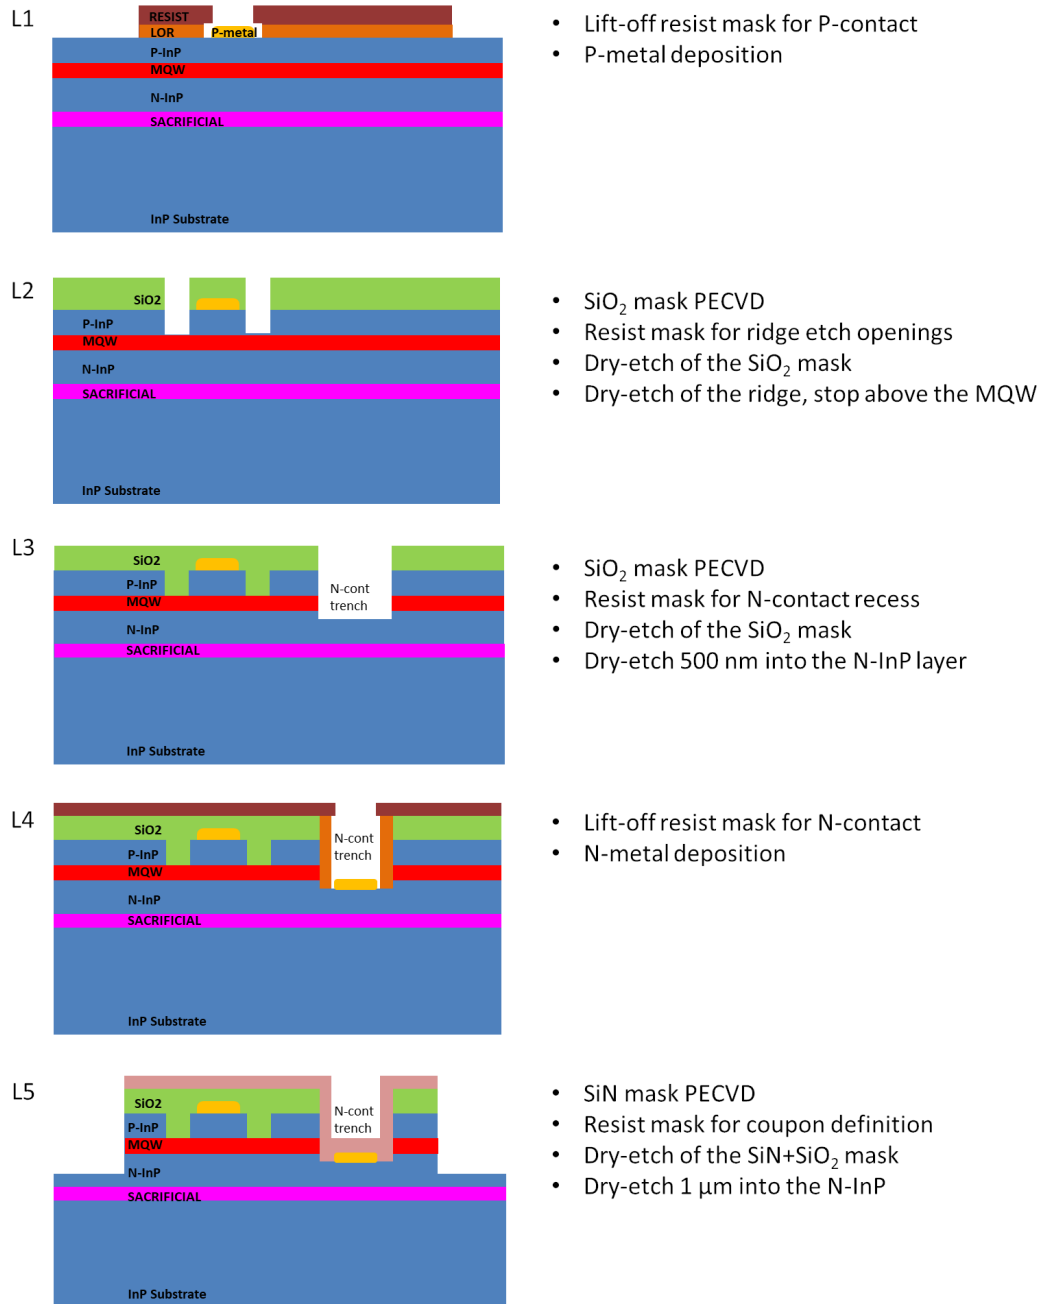 L1
RESIST
LOR
P-metal
P-InP
MQW
N-InP
SACRIFICIAL
InP Substrate
• Lift-off resist mask for P-contact
• P-metal deposition
L2
SiO2
P-InP
MQW
N-InP
SACRIFICIAL
InP Substrate
• SiO₂ mask PECVD
• Resist mask for ridge etch openings
• Dry-etch of the SiO₂ mask
• Dry-etch of the ridge, stop above the MQW
L3
SiO2
P-InP
MQW
N-InP
SACRIFICIAL
InP Substrate
N-cont
trench
• SiO₂ mask PECVD
• Resist mask for N-contact recess
• Dry-etch of the SiO₂ mask
• Dry-etch 500 nm into the N-InP layer
L4
SiO2
P-InP
MQW
N-InP
SACRIFICIAL
InP Substrate
N-cont
trench
• Lift-off resist mask for N-contact
• N-metal deposition
L5
SiO2
P-InP
MQW
N-InP
SACRIFICIAL
InP Substrate
N-cont
trench
• SiN mask PECVD
• Resist mask for coupon definition
• Dry-etch of the SiN+SiO₂ mask
• Dry-etch 1 µm into the N-InP